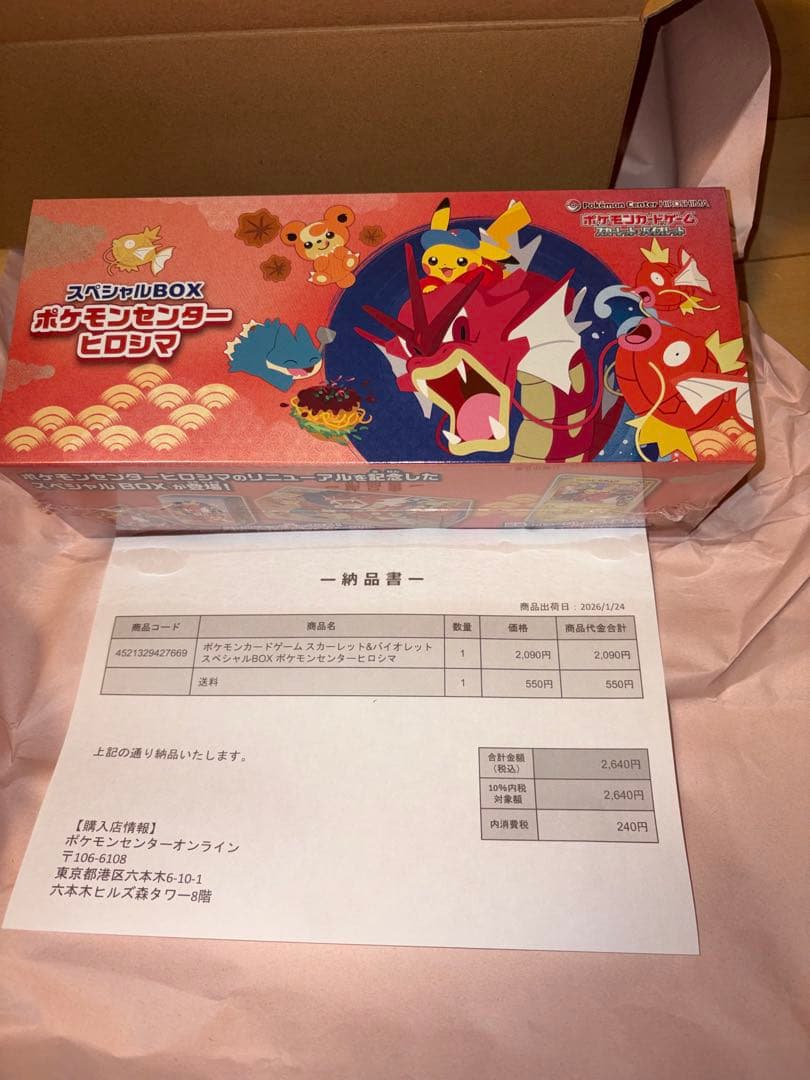 Pokémon Center HIROSHIMA
ポケモンカードゲーム
スカーレット&バイオレット
スペシャルBOX
ポケモンセンター
ヒロシマ
ポケモンセンターヒロシマのリニューアルを記念した
スペシャルBOXが登場!
ー納品書ー
商品出荷日:2026/1/24
商品コード 商品名 数量 価格 商品代金合計
4521329427669 ポケモンカードゲーム スカーレット&バイオレット 1 2,090円 2,090円
スペシャルBOX ポケモンセンターヒロシマ
送料 1 550円 550円
上記の通り納品いたします。
合計金額
(税込) 2,640円
10%内税
対象額 2,640円
内消費税 240円
【購入店情報】
ポケモンセンターオンライン
〒106-6108
東京都港区六本木6-10-1
六本木ヒルズ森タワー8階